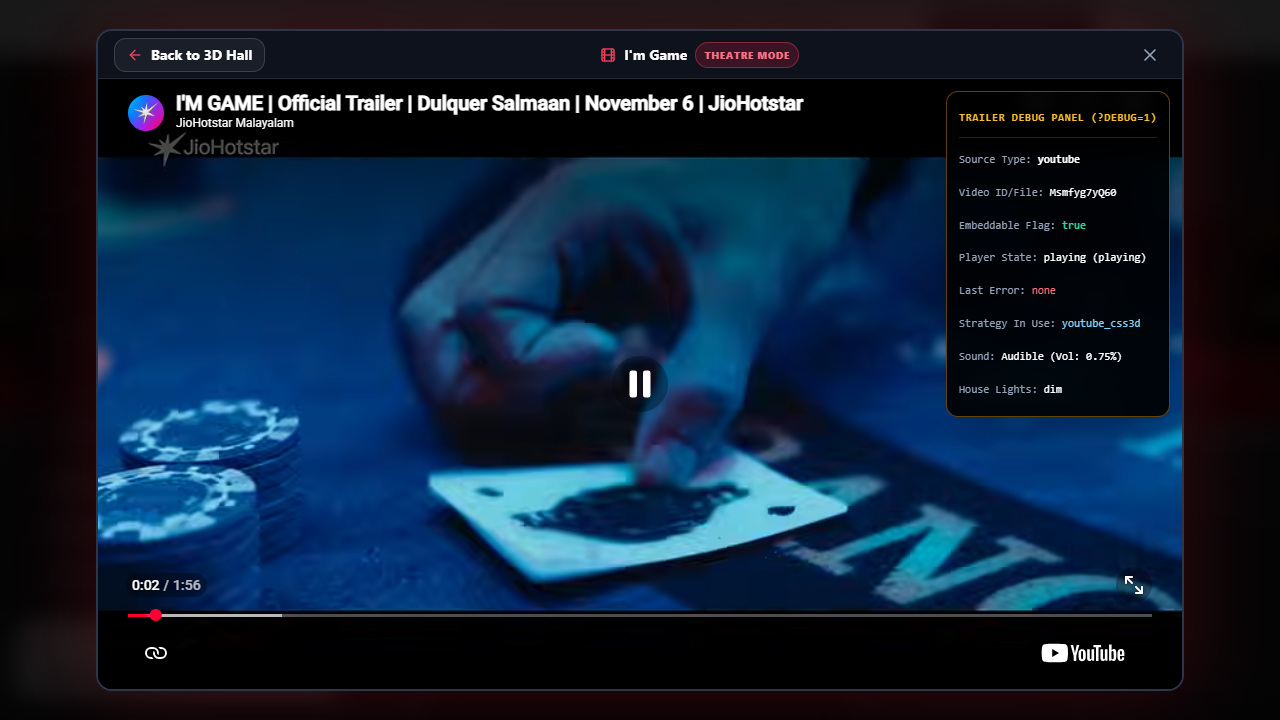 Back to 3D Hall
I'm Game
THEATRE MODE
I'M GAME | Official Trailer | Dulquer Salmaan | November 6 | JioHotstar
JioHotstar Malayalam
JioHotstar
TRAILER DEBUG PANEL (?DEBUG=1)
Source Type: youtube
Video ID/File: Msmfyg7yQ60
Embeddable Flag: true
Player State: playing (playing)
Last Error: none
Strategy In Use: youtube_css3d
Sound: Audible (Vol: 0.75%)
House Lights: dim
0:02 / 1:56
YouTube